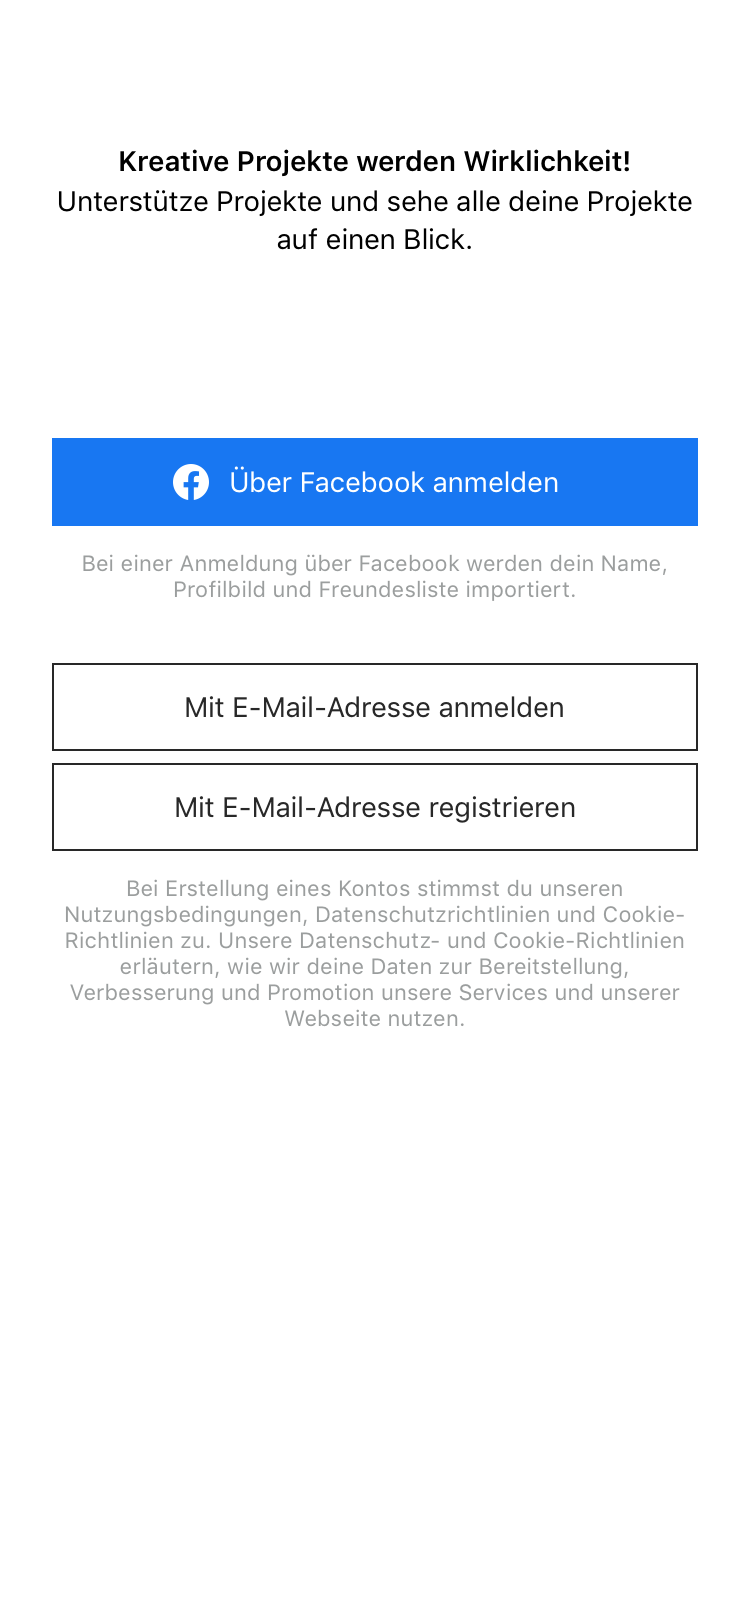 Kreative Projekte werden Wirklichkeit!
Unterstütze Projekte und sehe alle deine Projekte
auf einen Blick.
Über Facebook anmelden
Bei einer Anmeldung über Facebook werden dein Name,
Profilbild und Freundesliste importiert.
Mit E-Mail-Adresse anmelden
Mit E-Mail-Adresse registrieren
Bei Erstellung eines Kontos stimmst du unseren
Nutzungsbedingungen, Datenschutzrichtlinien und Cookie-
Richtlinien zu. Unsere Datenschutz- und Cookie-Richtlinien
erläutern, wie wir deine Daten zur Bereitstellung,
Verbesserung und Promotion unsere Services und unserer
Webseite nutzen.